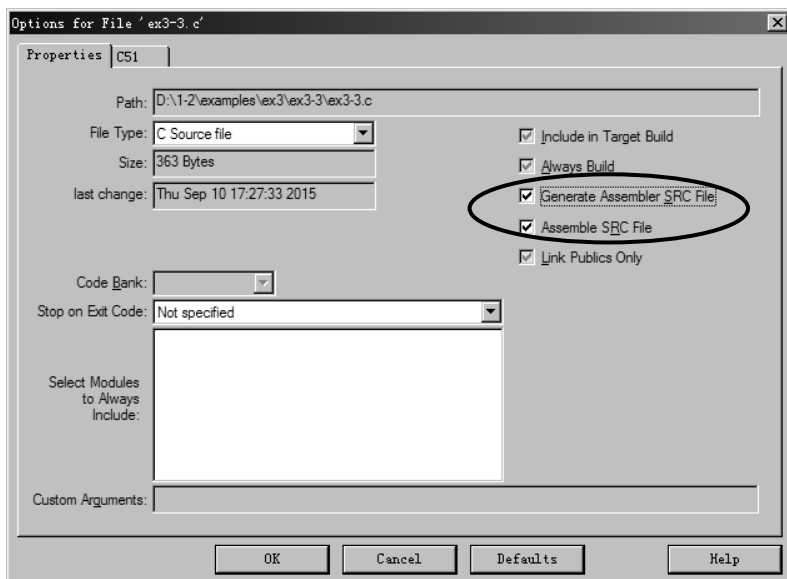 Options for File 'ex3-3.c'
Properties
C51
Path: D:\1-2\examples\ex3\ex3-3\ex3-3.c
File Type: C Source file
Size: 363 Bytes
last change: Thu Sep 10 17:27:33 2015
Include in Target Build
Always Build
Generate Assembler SRC File
Assemble SRC File
Link Publics Only
Code Bank:
Stop on Exit Code: Not specified
Select Modules
to Always
Include:
Custom Arguments:
OK
Cancel
Defaults
Help